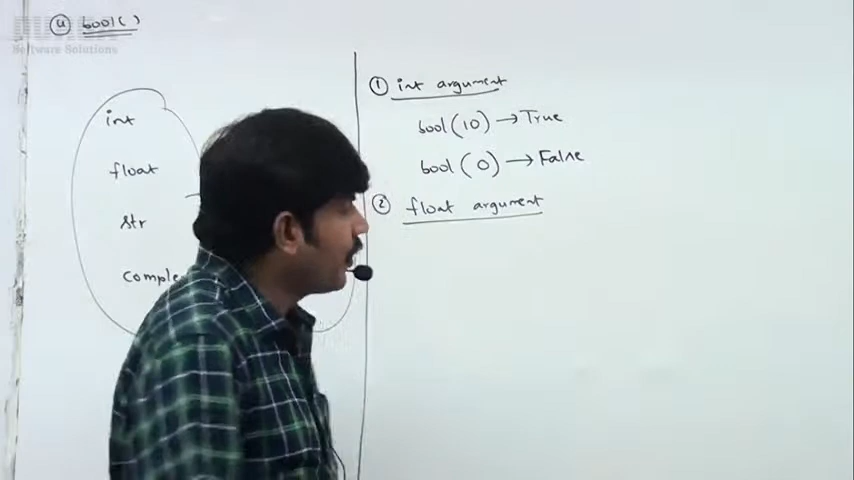 ④ bool( )
Software Solutions
int
float
str
comple
① int argument
bool(10) → True
bool(0) → False
② float argument